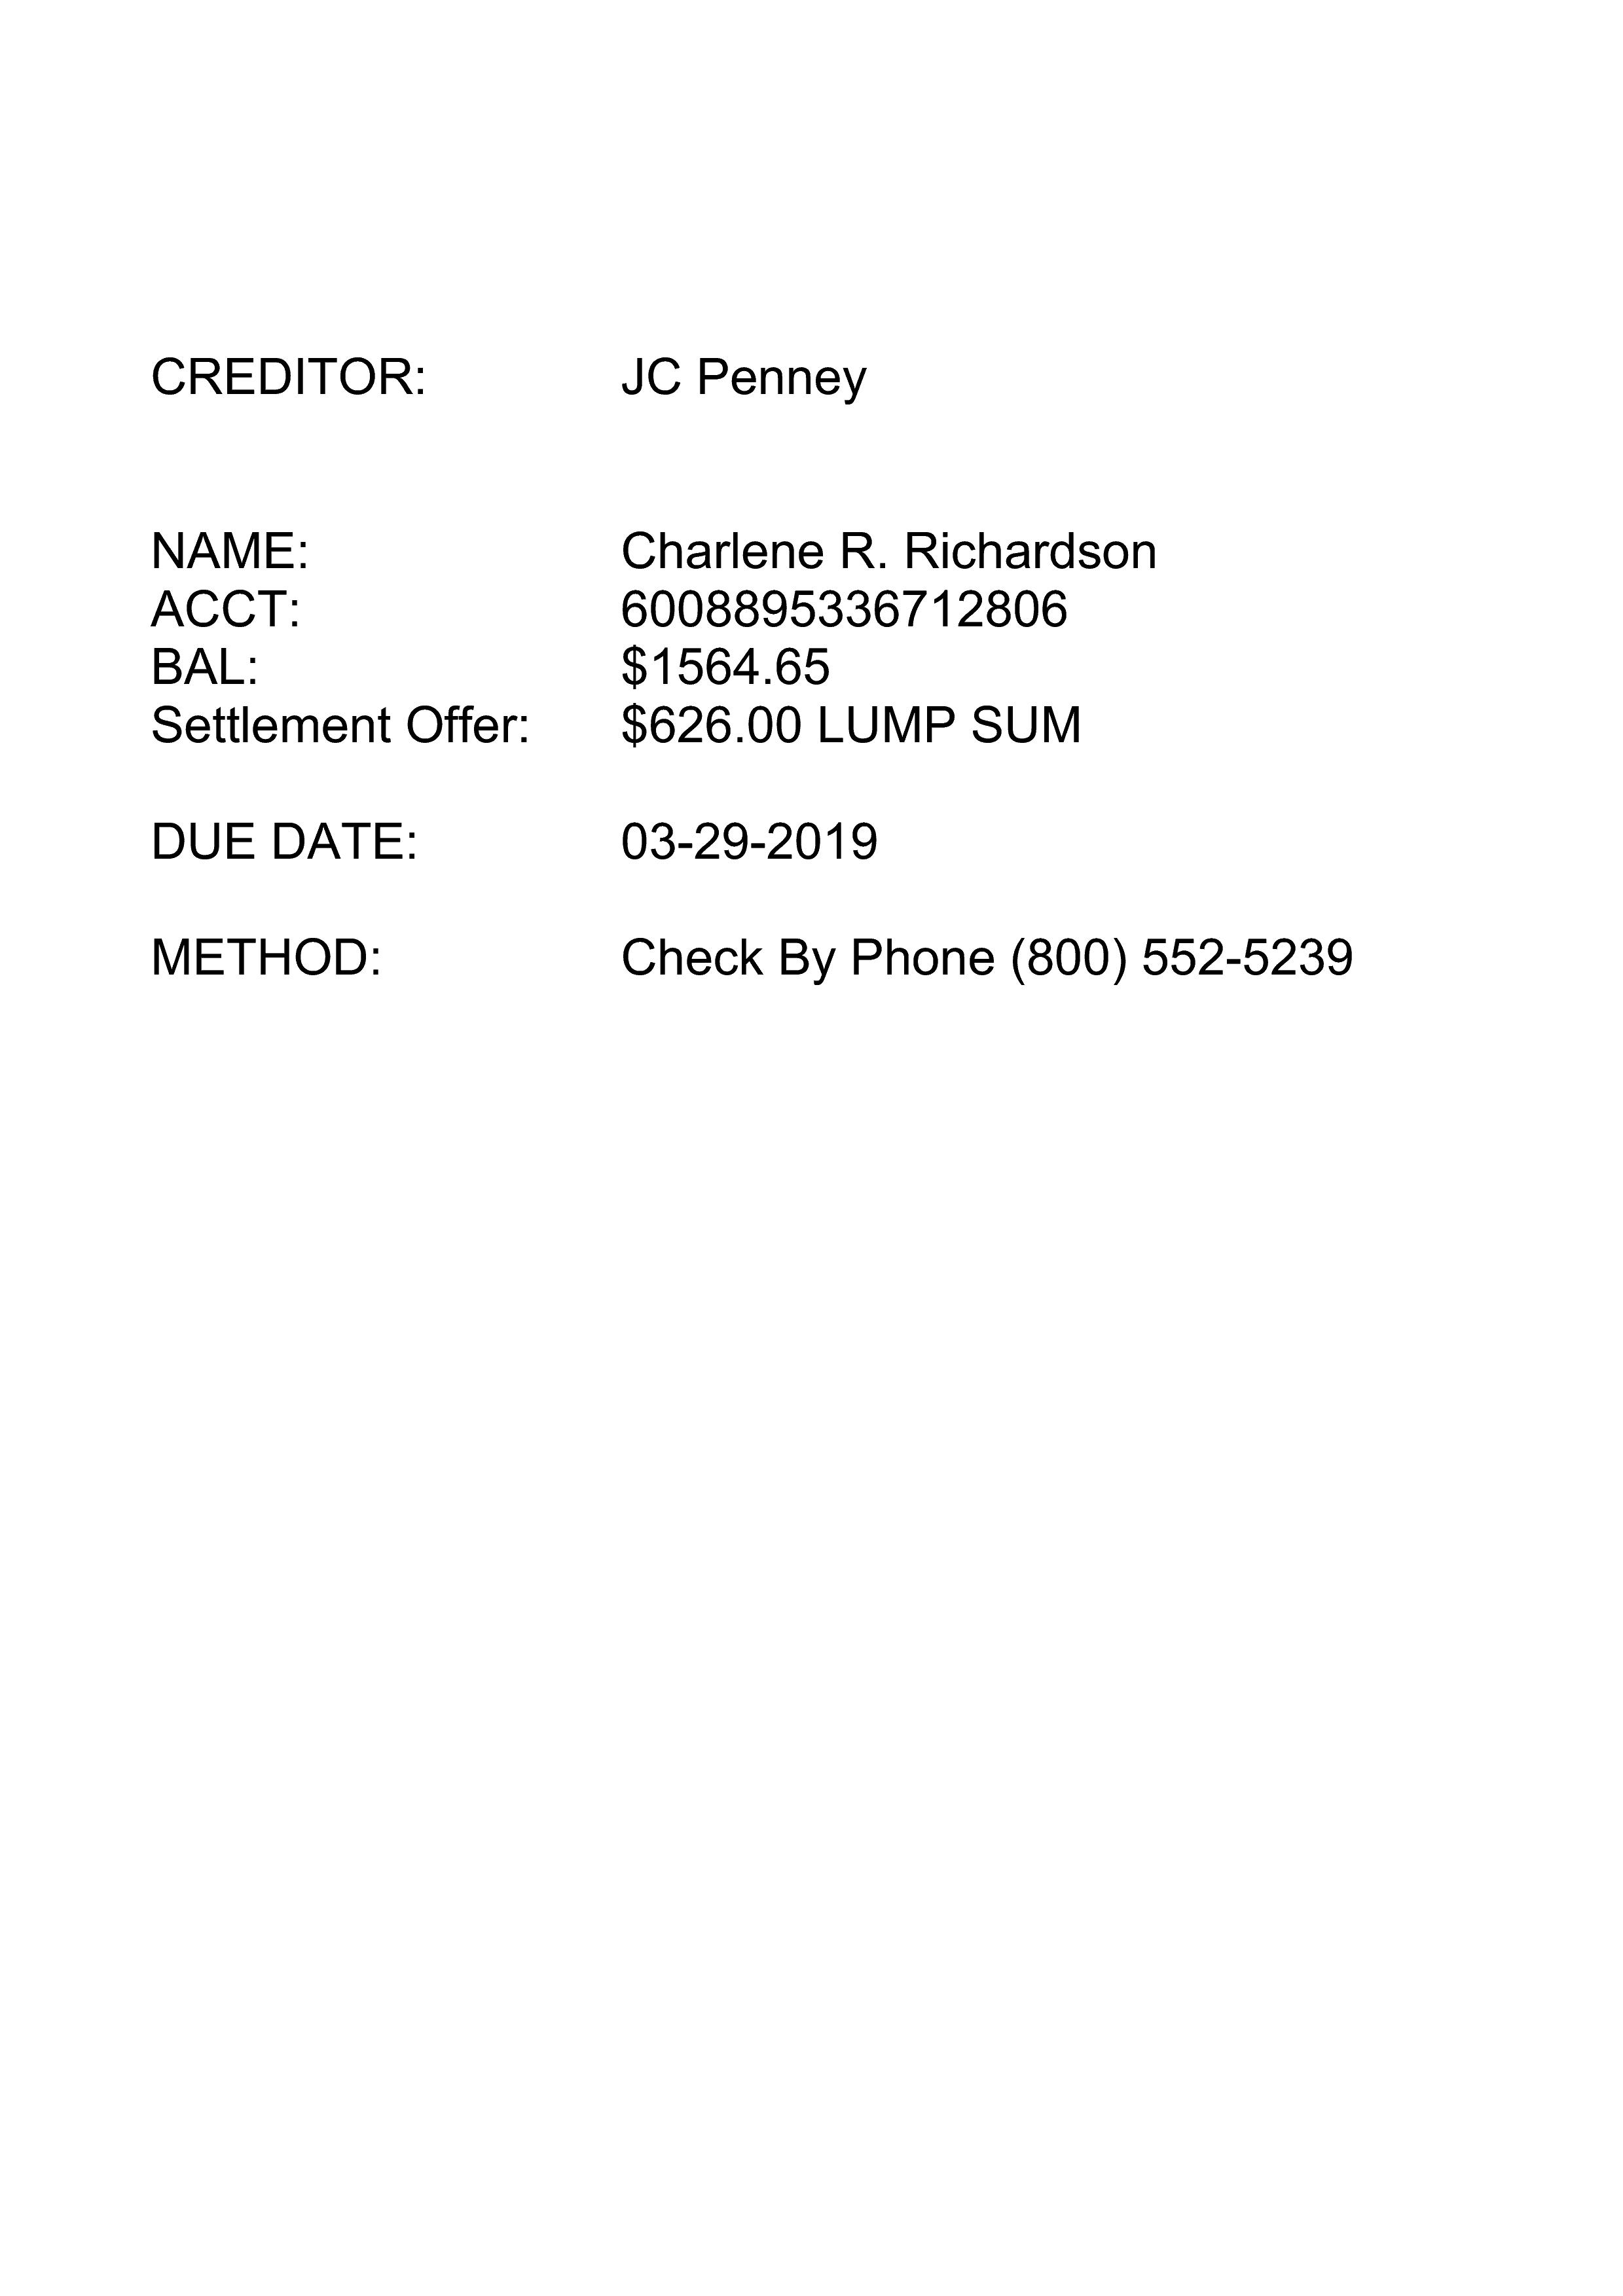 CREDITOR: JC Penney
NAME: Charlene R. Richardson
ACCT: 6008895336712806
BAL: $1564.65
Settlement Offer: $626.00 LUMP SUM
DUE DATE: 03-29-2019
METHOD: Check By Phone (800) 552-5239